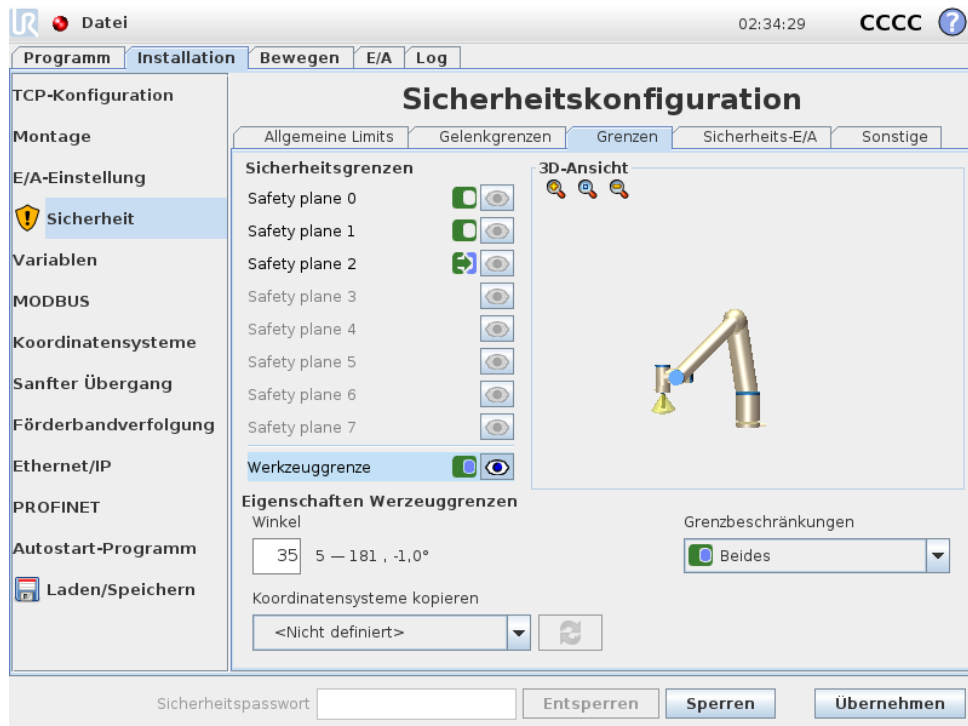 UR Datei 02:34:29 CCCC ?
Programm Installation Bewegen E/A Log
TCP-Konfiguration
Montage
E/A-Einstellung
Sicherheit
Variablen
MODBUS
Koordinatensysteme
Sanfter Übergang
Förderbandverfolgung
Ethernet/IP
PROFINET
Autostart-Programm
Laden/Speichern
Sicherheitskonfiguration
Allgemeine Limits Gelenkgrenzen Grenzen Sicherheits-E/A Sonstige
Sicherheitsgrenzen
Safety plane 0
Safety plane 1
Safety plane 2
Safety plane 3
Safety plane 4
Safety plane 5
Safety plane 6
Safety plane 7
Werkzeuggrenze
3D-Ansicht
Eigenschaften Werzeuggrenzen
Winkel
35 5 — 181 , -1,0°
Grenzbeschränkungen
Beides
Koordinatensysteme kopieren
<Nicht definiert>
Sicherheitspasswort Entsperren Sperren Übernehmen